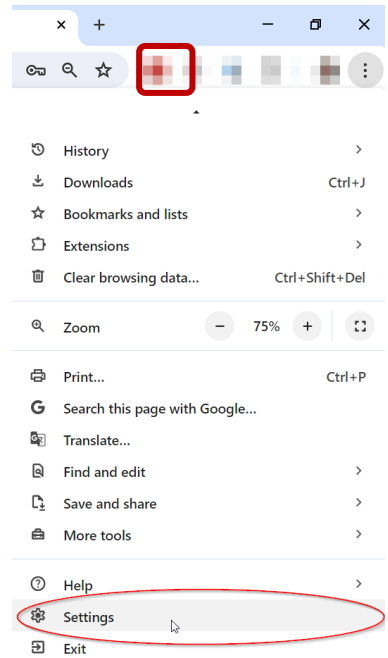 History
Downloads Ctrl+J
Bookmarks and lists
Extensions
Clear browsing data... Ctrl+Shift+Del
Zoom − 75% +
Print... Ctrl+P
Search this page with Google...
Translate...
Find and edit
Save and share
More tools
Help
Settings
Exit